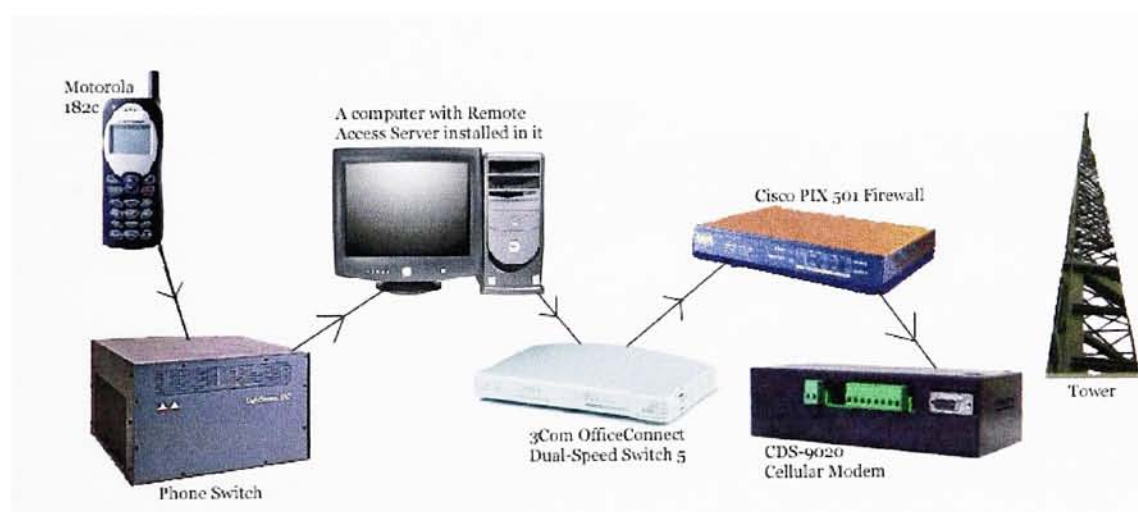 Motorola
182c
A computer with Remote
Access Server installed in it
Cisco PIX 501 Firewall
Tower
3Com OfficeConnect
Dual-Speed Switch 5
CDS-9020
Cellular Modem
Phone Switch